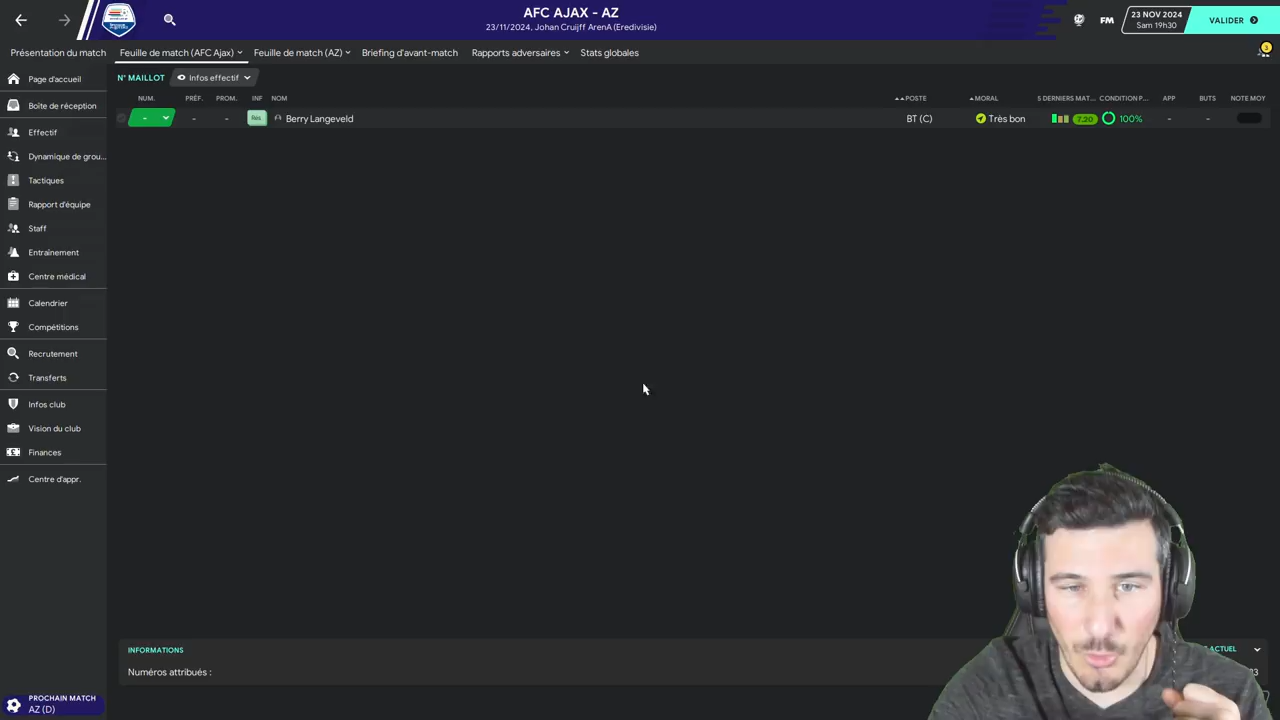 AFC AJAX - AZ
23/11/2024, Johan Cruijff ArenA (Eredivisie)
FM
23 NOV 2024
Sam 19h30
VALIDER
Présentation du match
Feuille de match (AFC Ajax)
Feuille de match (AZ)
Briefing d'avant-match
Rapports adversaires
Stats globales
N° MAILLOT
Infos effectif
NUM.
PRÉF.
PROM.
INF
NOM
POSTE
MORAL
5 DERNIERS MAT...
CONDITION P...
APP
BUTS
NOTE MOY
-
-
-
Rés
Berry Langeveld
BT (C)
Très bon
7.20
100%
-
-
Page d'accueil
Boîte de réception
Effectif
Dynamique de grou...
Tactiques
Rapport d'équipe
Staff
Entraînement
Centre médical
Calendrier
Compétitions
Recrutement
Transferts
Infos club
Vision du club
Finances
Centre d'appr.
INFORMATIONS
Numéros attribués :
PROCHAIN MATCH
AZ (D)